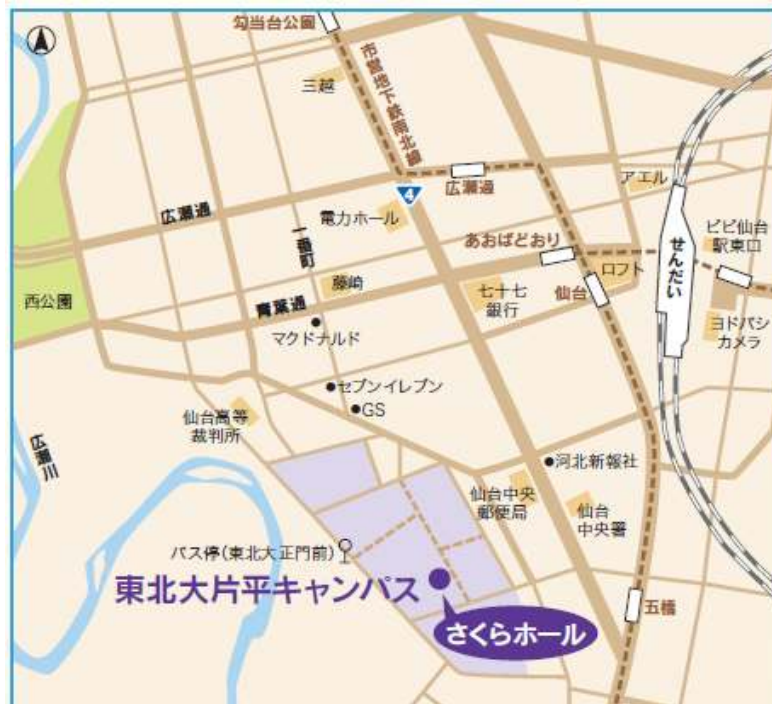 勾当台公園
三越
市営地下鉄南北線
広瀬通
アエル
4
広瀬通
電力ホール
一番町
あおばどおり
せんだい
ビビ仙台
駅東口
ロフト
西公園
藤崎
青葉通
七十七
銀行
仙台
ヨドバシ
カメラ
マクドナルド
セブンイレブン
GS
仙台高等
裁判所
広瀬川
河北新報社
仙台中央
郵便局
仙台
中央署
バス停(東北大正門前)
東北大片平キャンパス
さくらホール
五橋